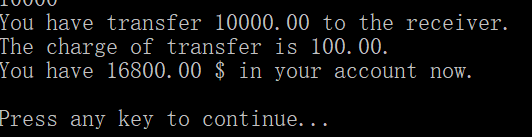 10000
You have transfer 10000.00 to the receiver.
The charge of transfer is 100.00.
You have 16800.00 $ in your account now.
Press any key to continue...